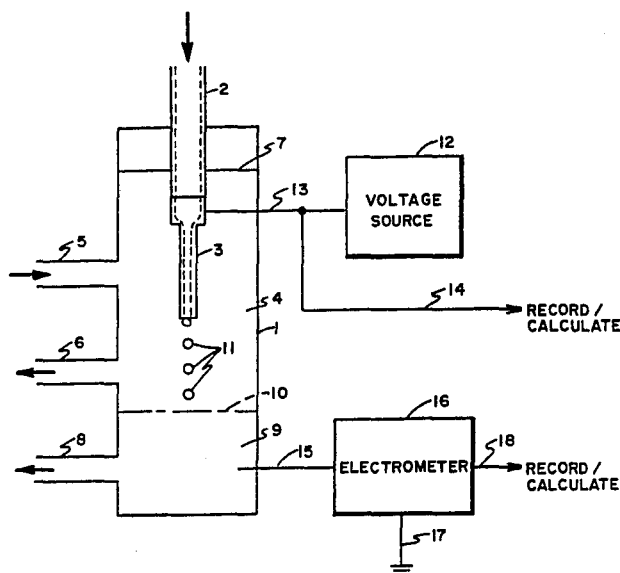 2
7
12
13
VOLTAGE
SOURCE
3
5
4
14
1
RECORD /
CALCULATE
6
11
10
16
9
8
15
ELECTROMETER
18
RECORD /
CALCULATE
17